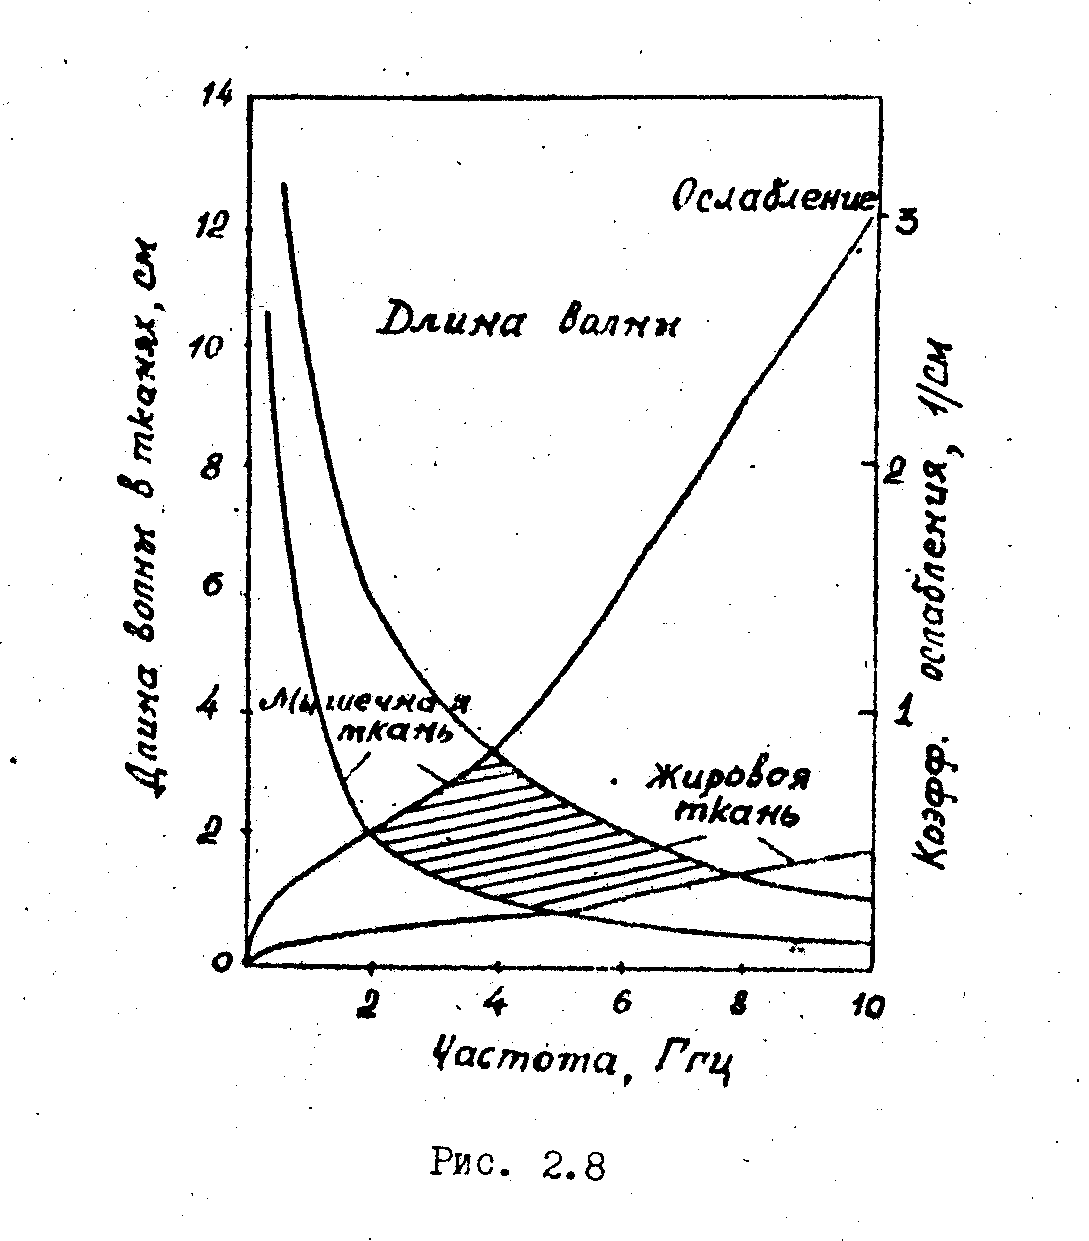 14
12
10
8
6
4
2
0
Длина волны в тканях, см
Ослабление
Длина волны
Мышечная
ткань
Жировая
ткань
3
2
1
Коэфф. ослабления, 1/см
2 4 6 8 10
Частота, Ггц
Рис. 2.8